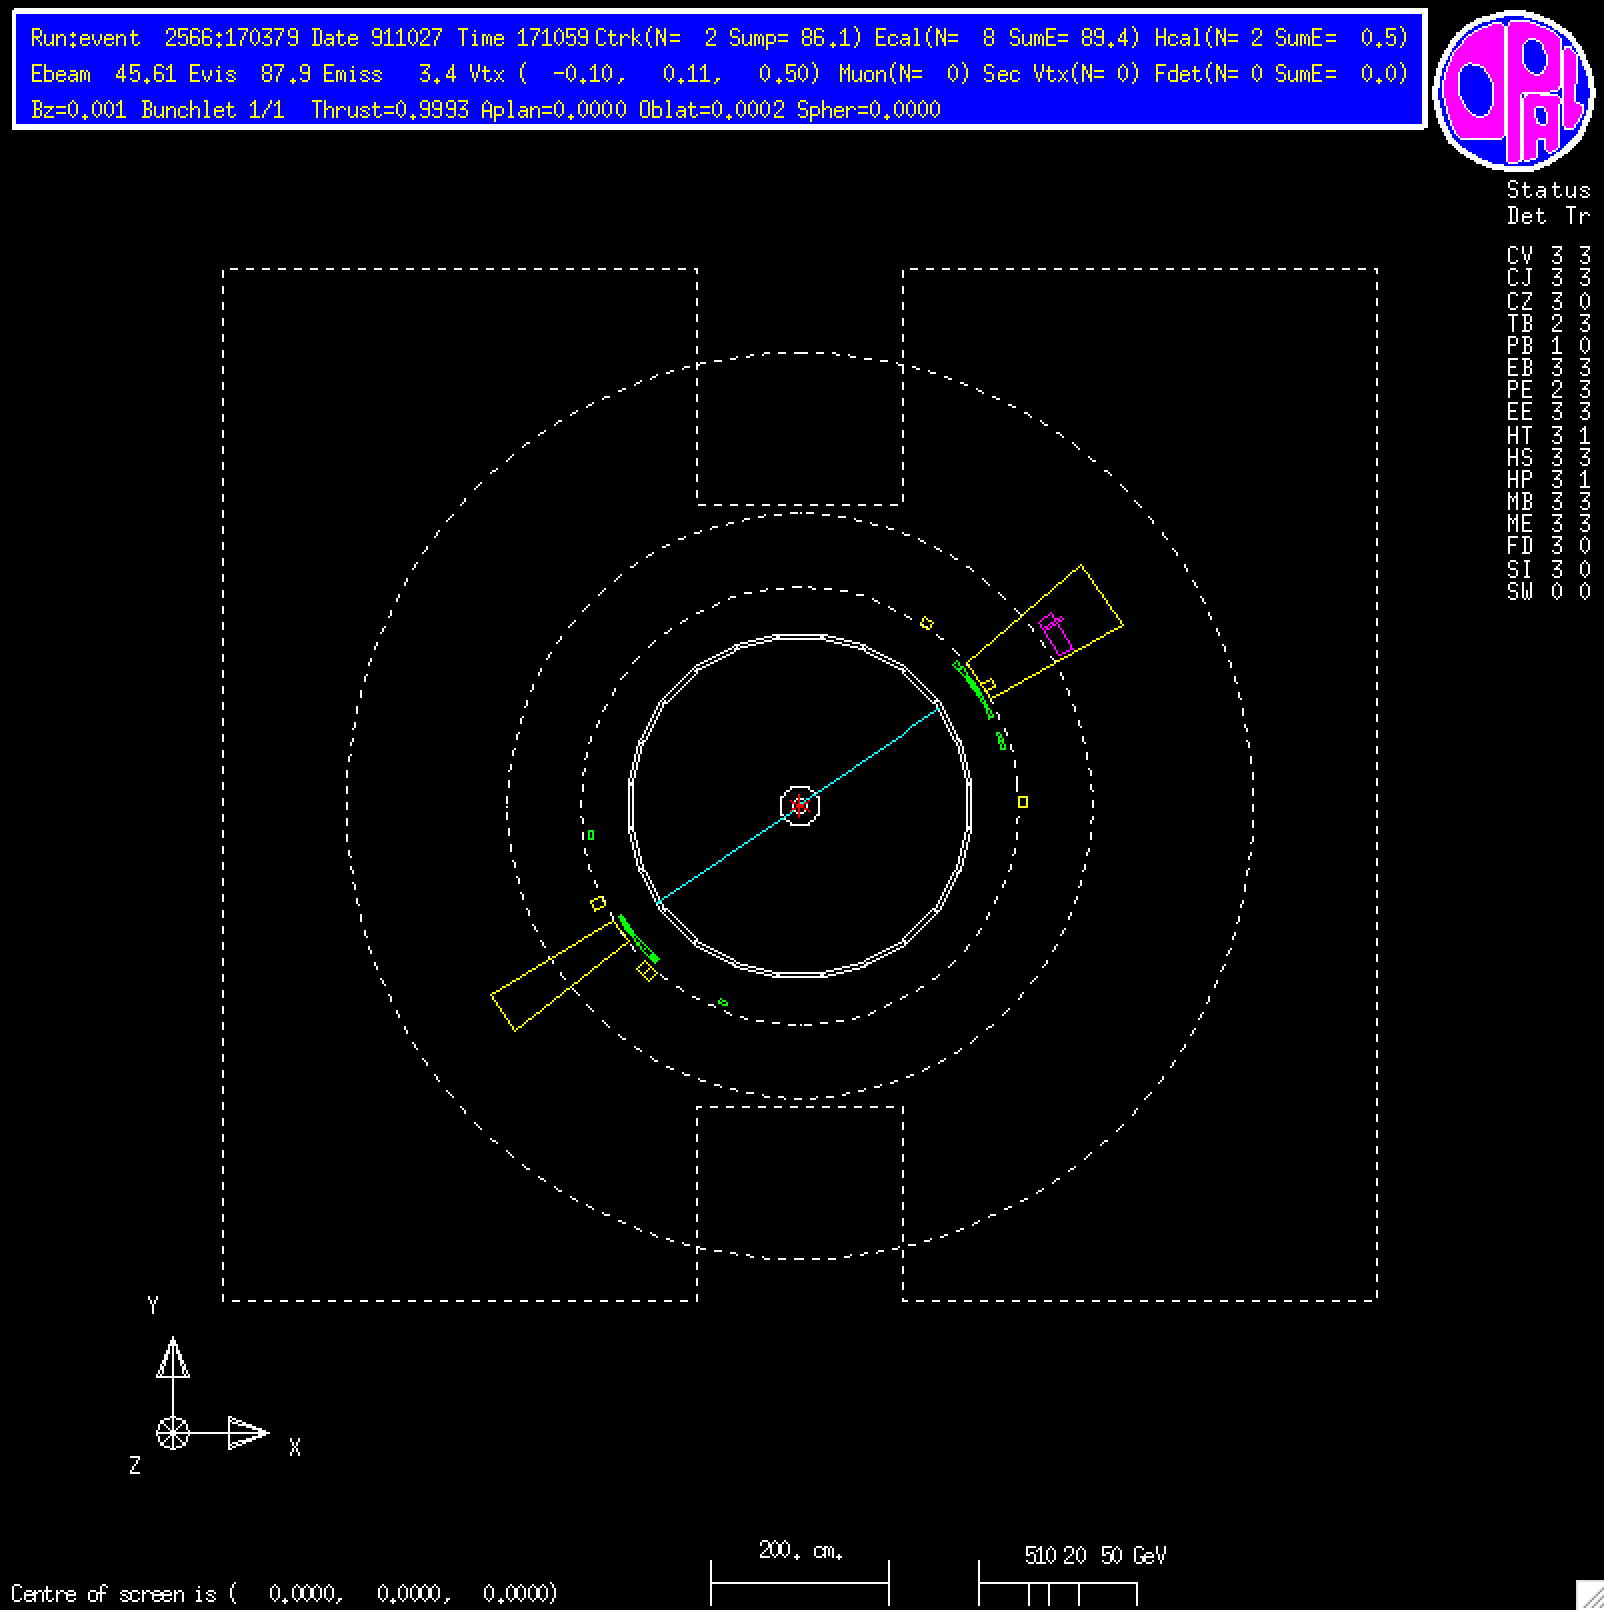 Run:event 2566:170379 Date 911027 Time 171059 Ctrk(N= 2 Sump= 86.1) Ecal(N= 8 SumE= 89.4) Hcal(N= 2 SumE= 0.5)
Ebeam 45.61 Evis 87.9 Emiss 3.4 Vtx ( -0.10, 0.11, 0.50) Muon(N= 0) Sec Vtx(N= 0) Fdet(N= 0 SumE= 0.0)
Bz=0.001 Bunchlet 1/1 Thrust=0.9993 Aplan=0.0000 Oblat=0.0002 Spher=0.0000
OPAL
Status
Det Tr
CV 3 3
CJ 3 3
CZ 3 0
TB 2 3
PB 1 0
EB 3 3
PE 2 3
EE 3 3
HT 3 1
HS 3 3
HP 3 1
MB 3 3
ME 3 3
FD 3 0
SI 3 0
SW 0 0
Y
X
Z
200. cm.
5 10 20 50 GeV
Centre of screen is ( 0.0000, 0.0000, 0.0000)